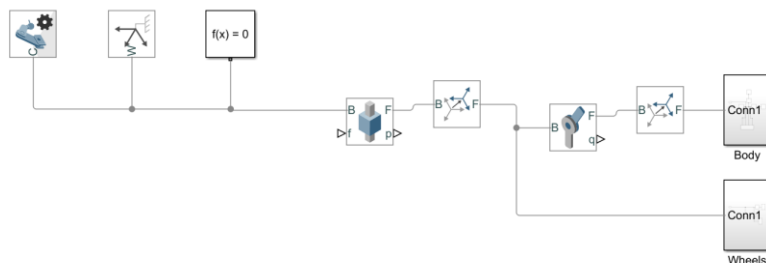 C
W
f(x) = 0
B F
f p
B F
B F
q
B F
Conn1
Body
Conn1
Wheels